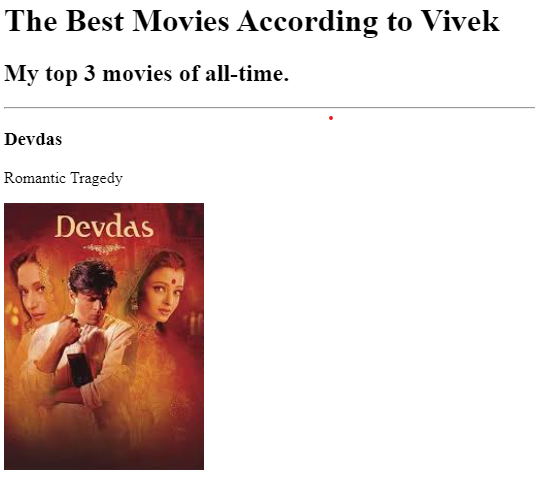 The Best Movies According to Vivek
My top 3 movies of all-time.
Devdas
Romantic Tragedy
Devdas